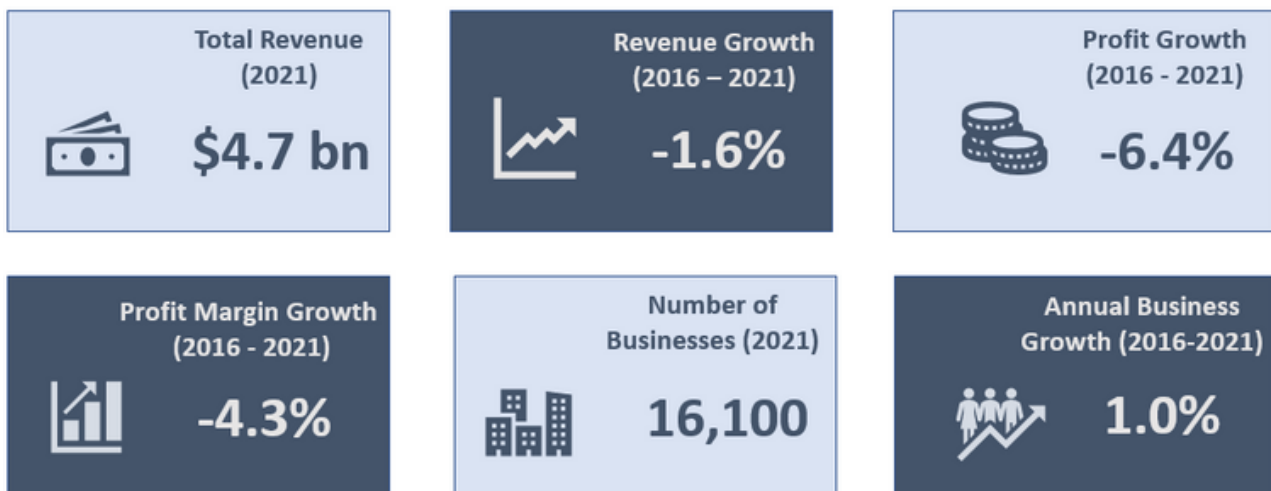 Total Revenue
(2021)
$4.7 bn
Revenue Growth
(2016 – 2021)
-1.6%
Profit Growth
(2016 - 2021)
-6.4%
Profit Margin Growth
(2016 - 2021)
-4.3%
Number of
Businesses (2021)
16,100
Annual Business
Growth (2016-2021)
1.0%